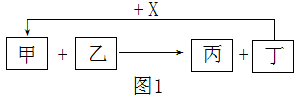 +X
甲 + 乙 丙 + 丁
图1